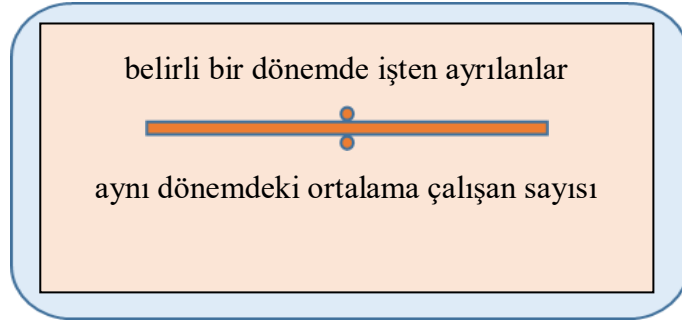 belirli bir dönemde işten ayrılanlar
aynı dönemdeki ortalama çalışan sayısı